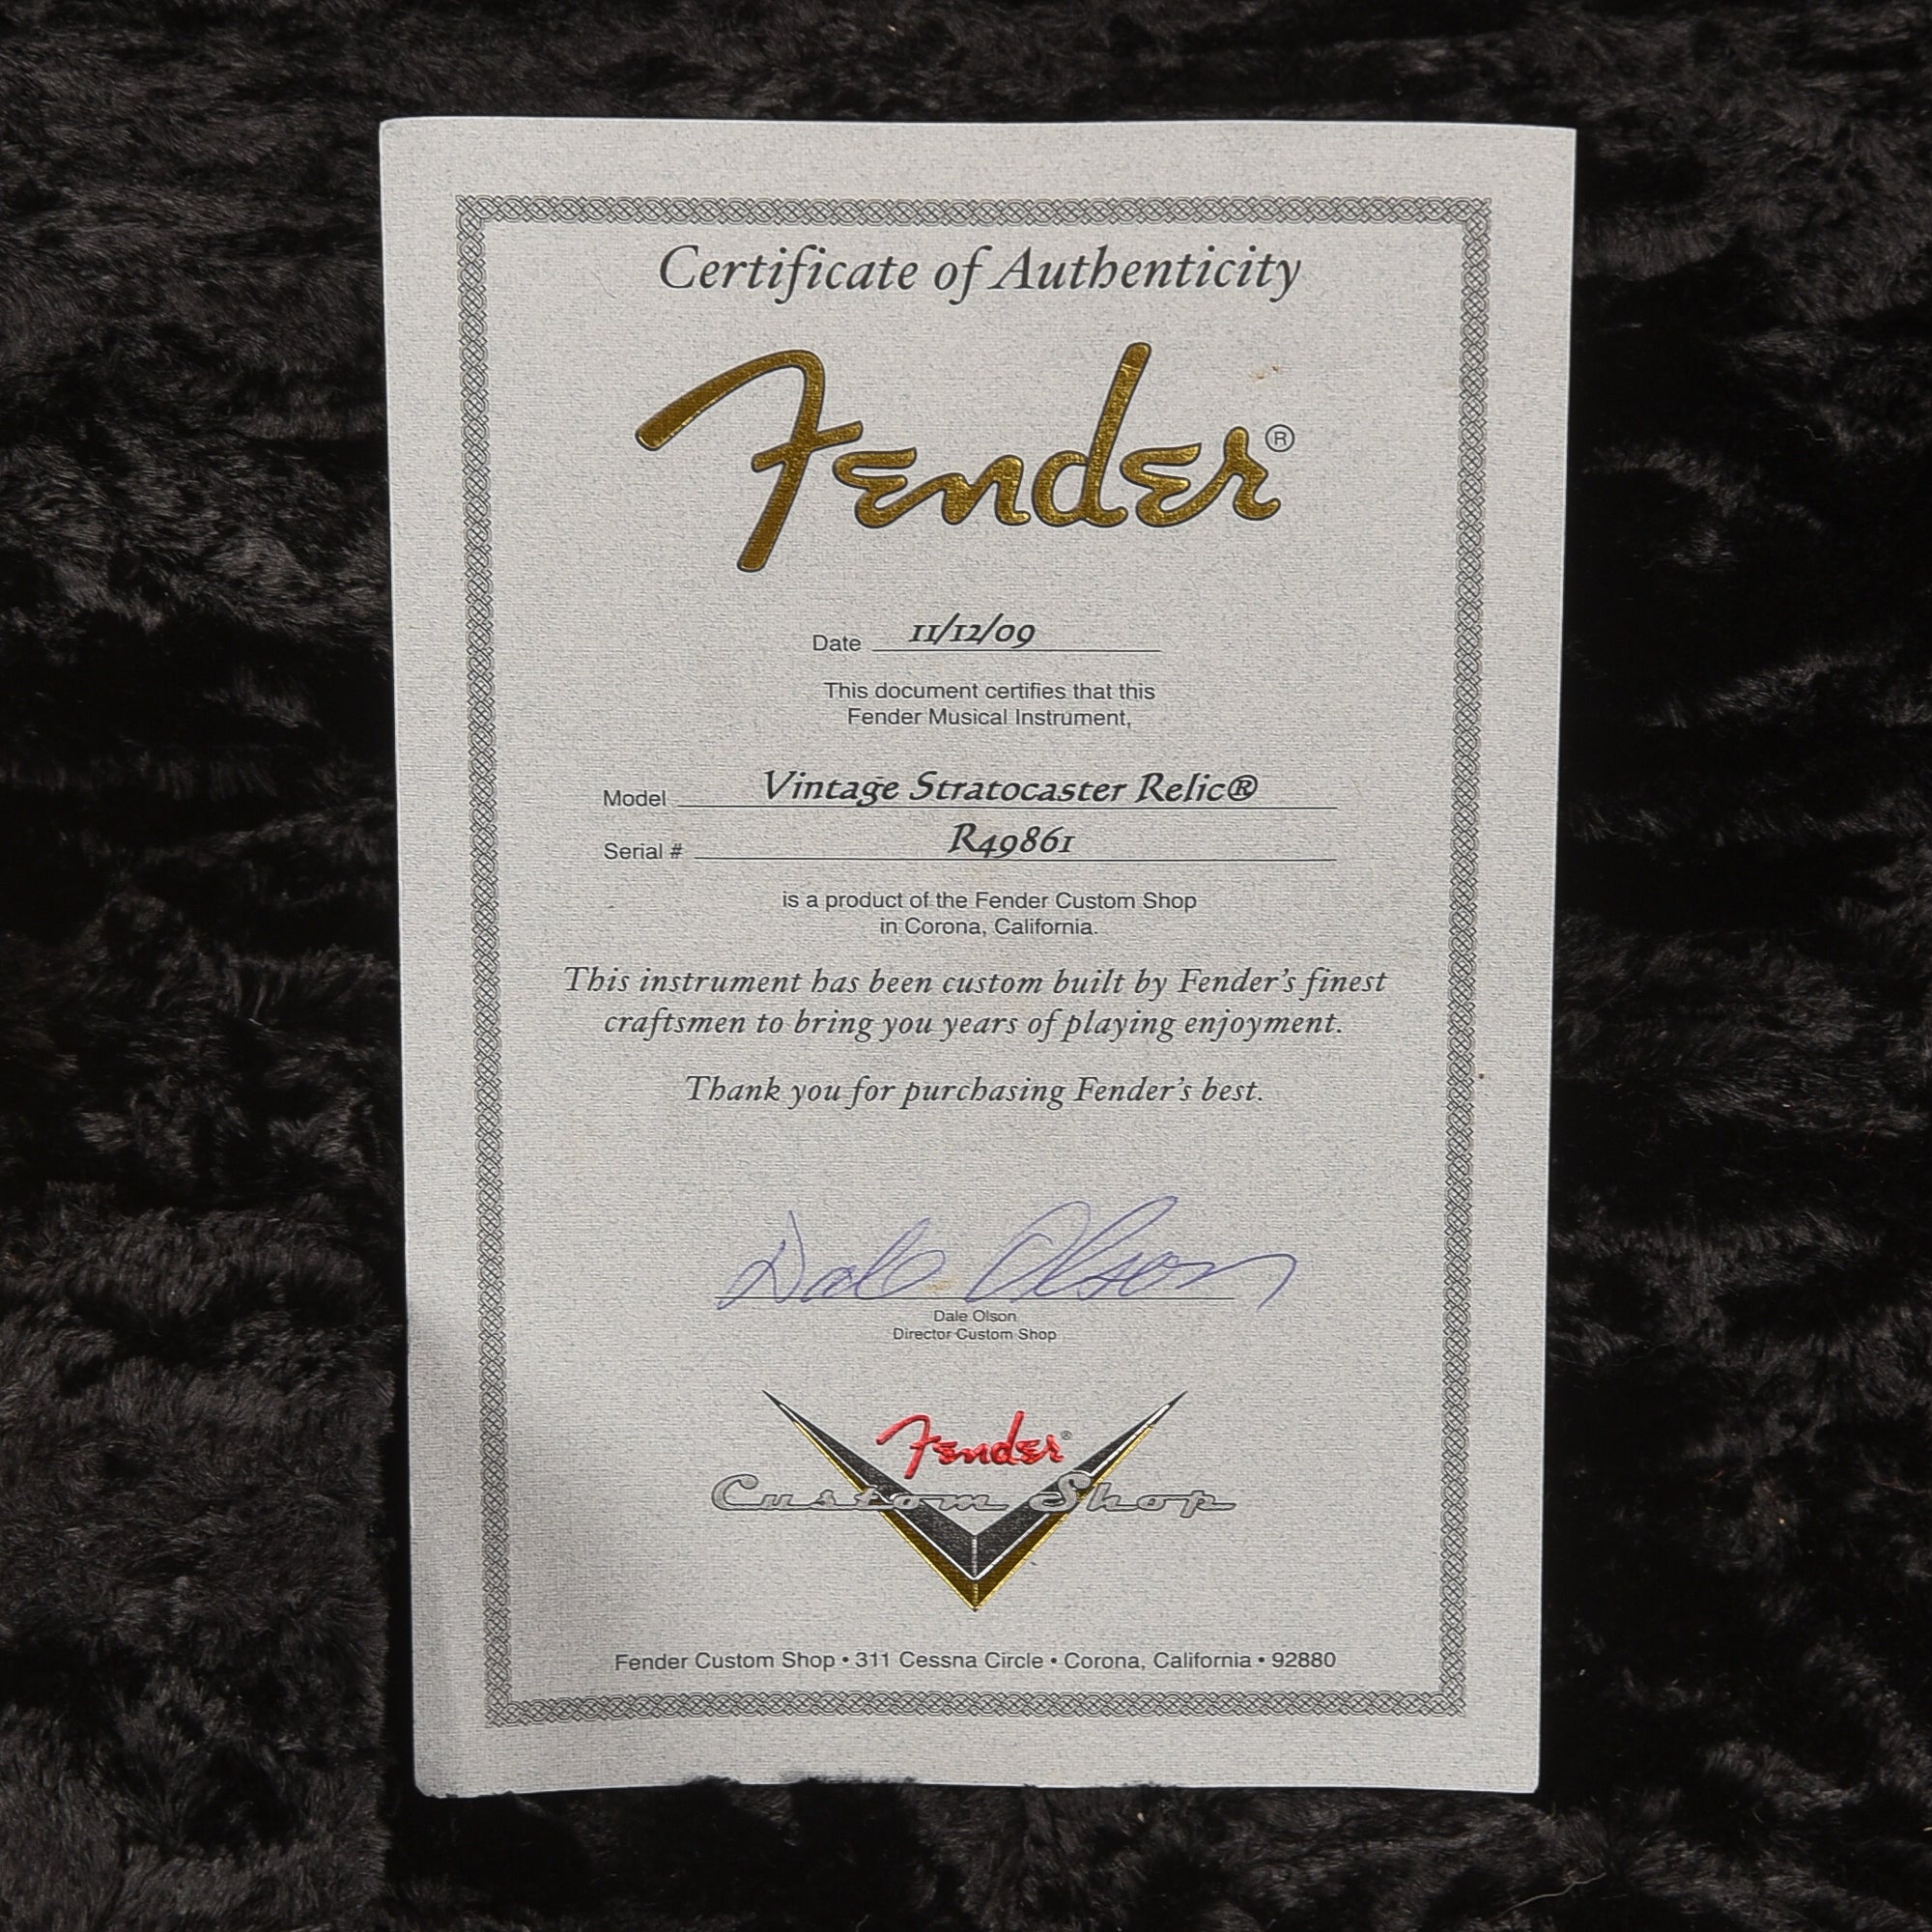 Certificate of Authenticity
Fender®
Date 11/12/09
This document certifies that this
Fender Musical Instrument,
Model Vintage Stratocaster Relic®
Serial # R49861
is a product of the Fender Custom Shop
in Corona, California.
This instrument has been custom built by Fender's finest
craftsmen to bring you years of playing enjoyment.
Thank you for purchasing Fender's best.
Dale Olson
Dale Olson
Director Custom Shop
Fender®
Custom Shop
Fender Custom Shop • 311 Cessna Circle • Corona, California • 92880